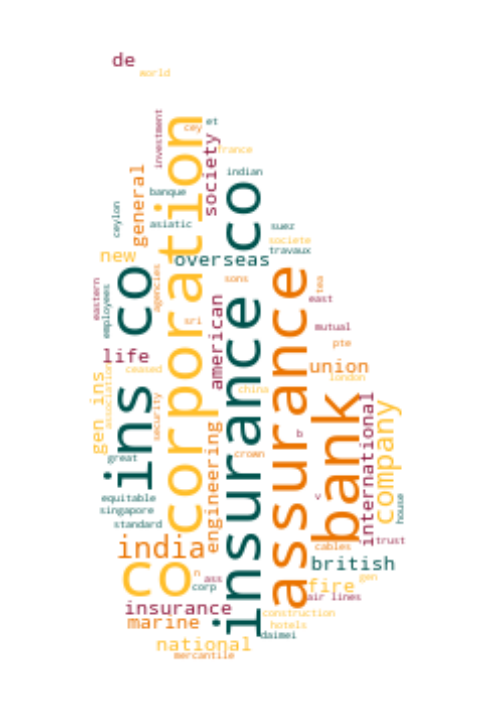 de
world
investment
cey
et
corporation
france
society
general
banque
indian
insurance co
ceylon
asiatic
suez
societe
travaux
new
overseas
ins co
agencies
sons
assurance
tea
eastern
employees
american
east
sri
mutual
pte
life
ceased
union
london
gen ins
association
china
bank
security
international
company
engineering
b
great
crown
equitable
singapore
standard
v
house
india
trust
cables
british
co
n
ass
corp
gen
fire
air lines
insurance
marine
construction
hotels
daimei
national
mercantile